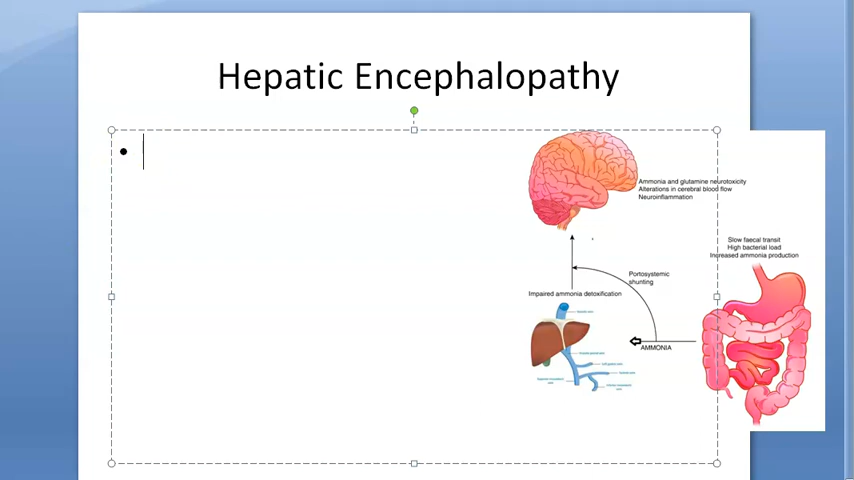 Hepatic Encephalopathy
Ammonia and glutamine neurotoxicity
Alterations in cerebral blood flow
Neuroinflammation
Slow faecal transit
High bacterial load
Increased ammonia production
Portosystemic
shunting
Impaired ammonia detoxification
AMMONIA